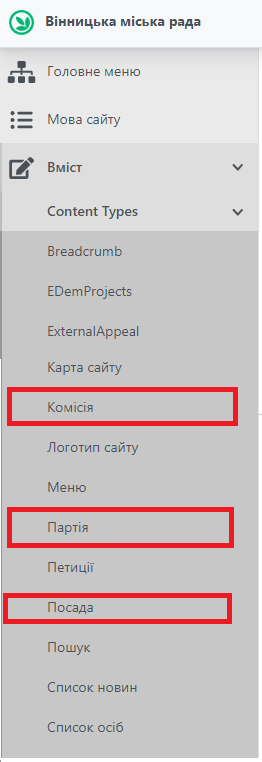 Вінницька міська рада
Головне меню
Мова сайту
Вміст
Content Types
Breadcrumb
EDemProjects
ExternalAppeal
Карта сайту
Комісія
Логотип сайту
Меню
Партія
Петиції
Посада
Пошук
Список новин
Список осіб